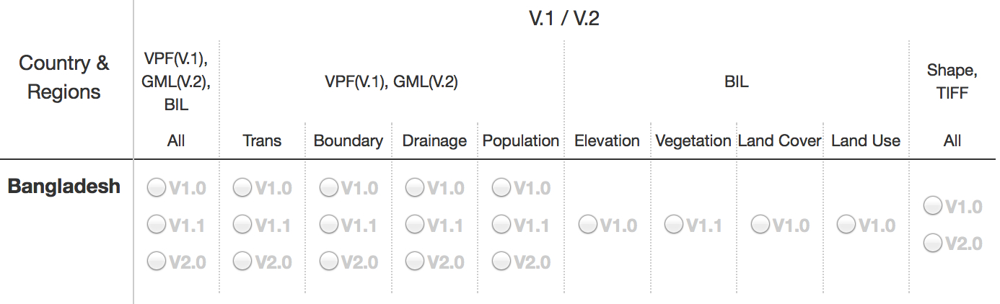 V.1 / V.2
Country &
Regions
VPF(V.1),
GML(V.2),
BIL
VPF(V.1), GML(V.2)
BIL
Shape,
TIFF
All Trans Boundary Drainage Population Elevation Vegetation Land Cover Land Use All
Bangladesh V1.0 V1.0 V1.0 V1.0 V1.0
V1.0
V1.1 V1.1 V1.1 V1.1 V1.1 V1.0 V1.1 V1.0 V1.0
V2.0
V2.0 V2.0 V2.0 V2.0 V2.0